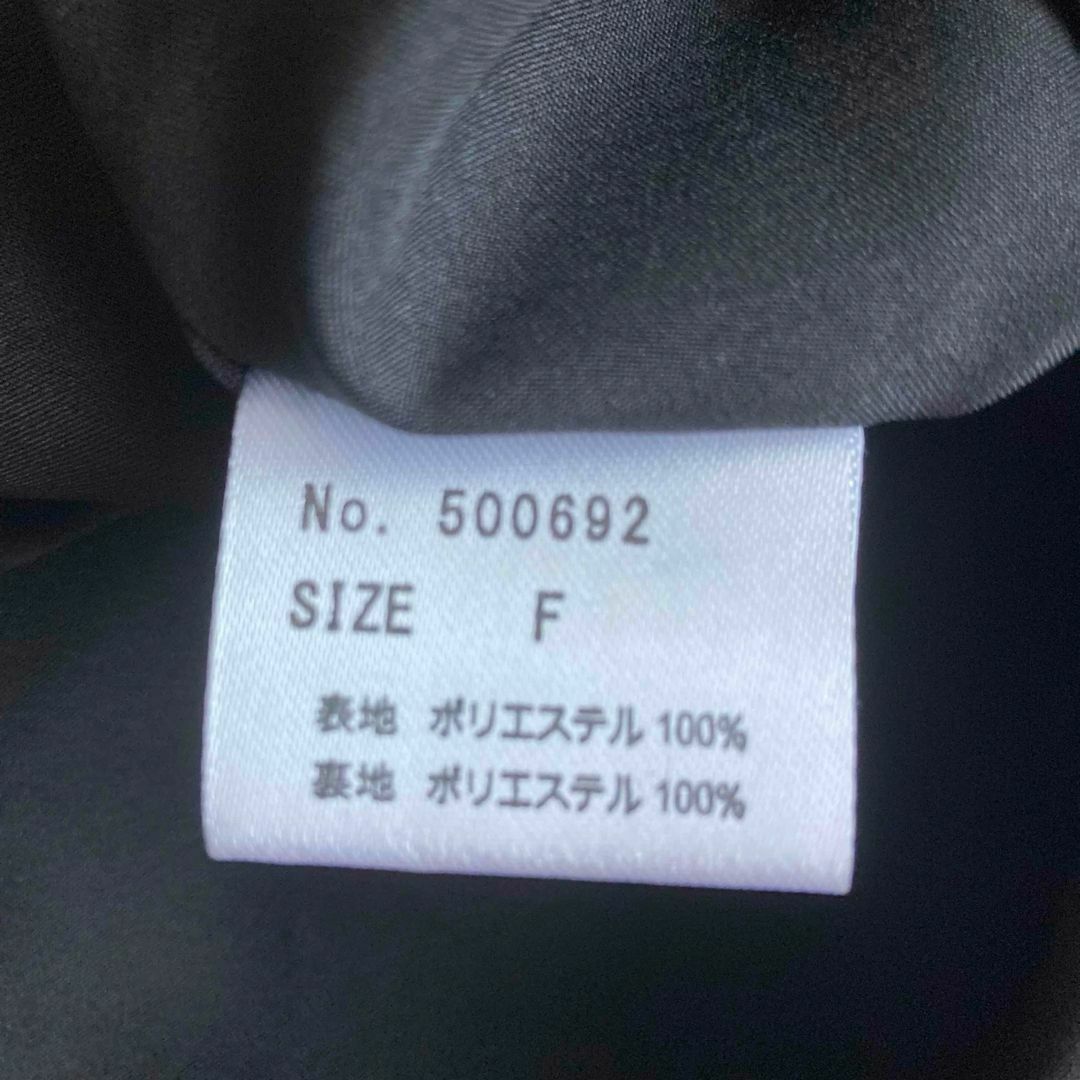 No. 500692
SIZE F
表地 ポリエステル 100%
裏地 ポリエステル 100%